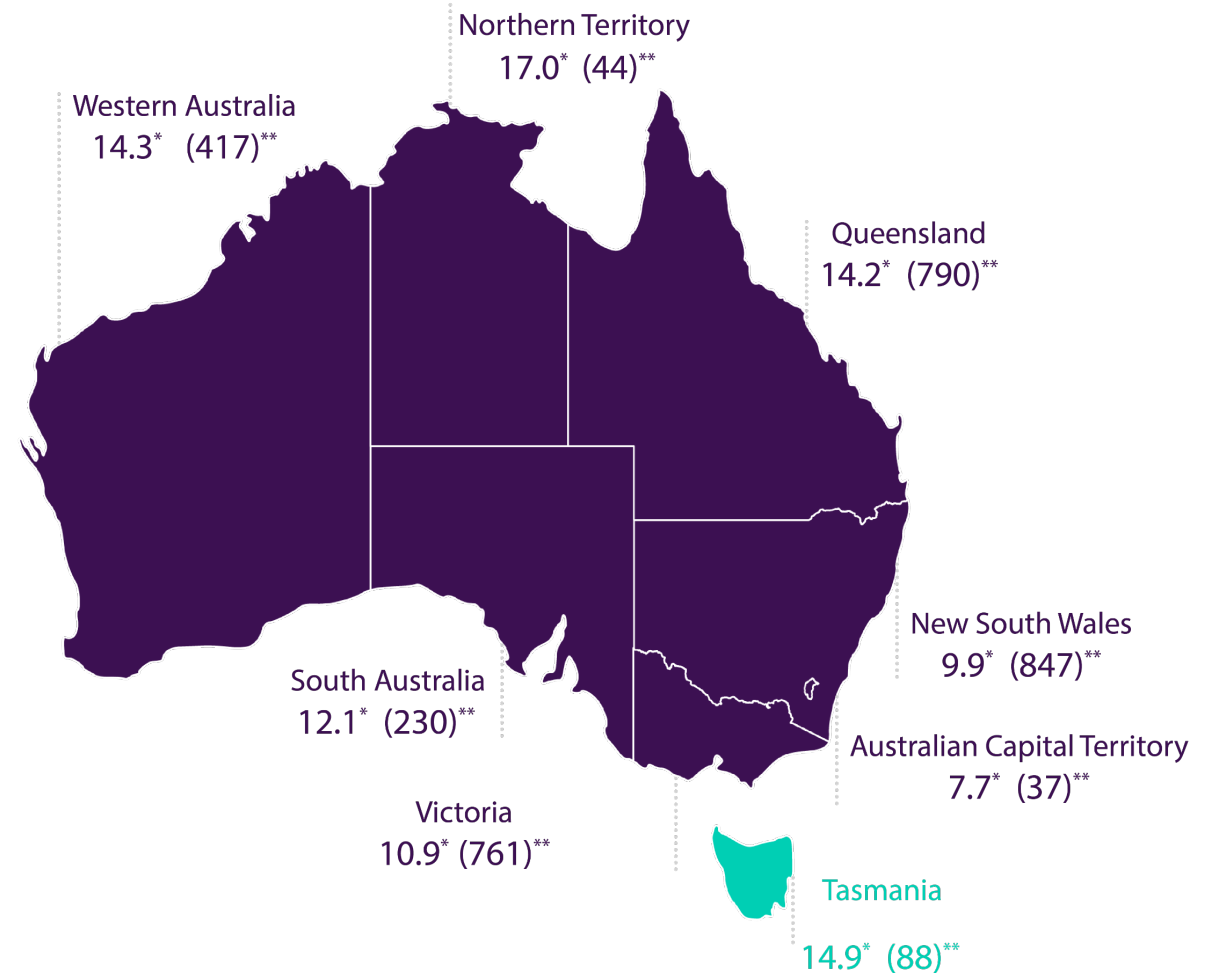 Northern Territory
17.0* (44)**
Western Australia
14.3* (417)**
Queensland
14.2* (790)**
New South Wales
9.9* (847)**
South Australia
12.1* (230)**
Australian Capital Territory
7.7* (37)**
Victoria
10.9* (761)**
Tasmania
14.9* (88)**